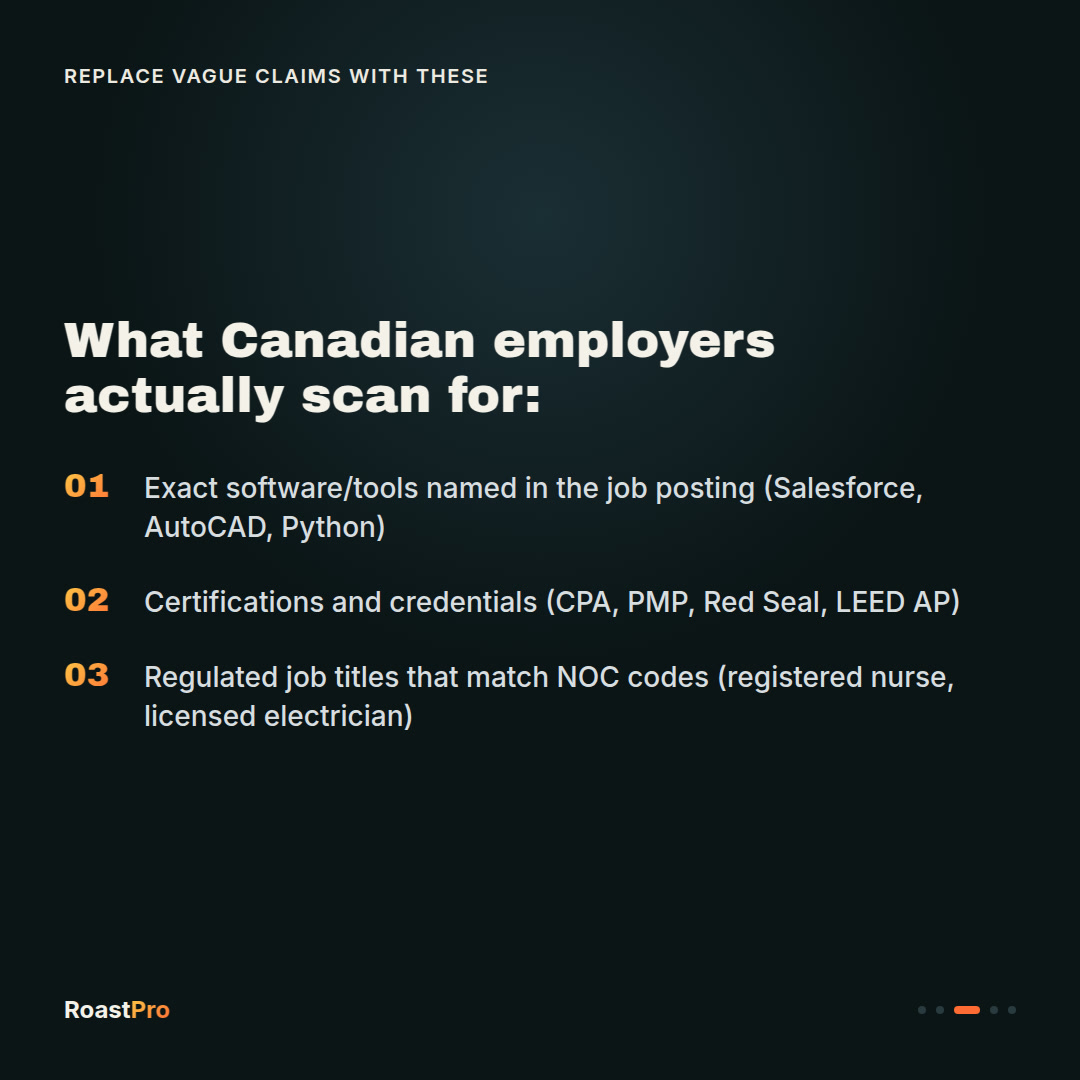 REPLACE VAGUE CLAIMS WITH THESE
What Canadian employers
actually scan for:
01 Exact software/tools named in the job posting (Salesforce,
AutoCAD, Python)
02 Certifications and credentials (CPA, PMP, Red Seal, LEED AP)
03 Regulated job titles that match NOC codes (registered nurse,
licensed electrician)
RoastPro